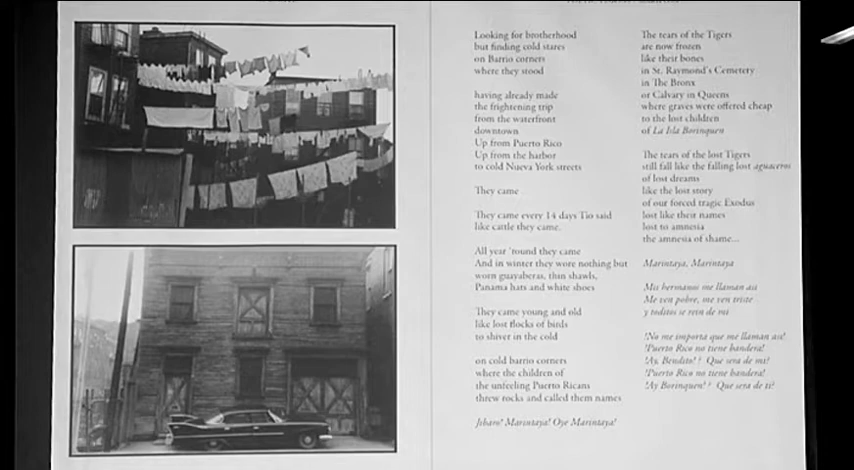 Looking for brotherhood
but finding cold stares
on Barrio corners
where they stood
having already made
the frightening trip
from the waterfront
downtown
Up from Puerto Rico
Up from the harbor
to cold Nueva York streets
They came
They came every 14 days Tio said
like cattle they came.
All year 'round they came
And in winter they wore nothing but
worn guayaberas, thin shawls,
Panama hats and white shoes
They came young and old
like lost flocks of birds
to shiver in the cold
on cold barrio corners
where the children of
the unfeeling Puerto Ricans
threw rocks and called them names
Jibaro! Marintaya! Oye Marintaya!
The tears of the Tigers
are now frozen
like their bones
in St. Raymond's Cemetery
in The Bronx
or Calvary in Queens
where graves were offered cheap
to the lost children
of La Isla Borinquen
The tears of the lost Tigers
still fall like the falling lost aguaceros
of lost dreams
like the lost story
of our forced tragic Exodus
lost like their names
lost to amnesia
the amnesia of shame...
Marintaya, Marintaya
Mis hermanos me llaman asi
Me ven pobre, me ven triste
y toditos se rein de mi
!No me importa que me llaman asi!
!Puerto Rico no tiene bandera!
!Ay, Bendito! ? Que sera de mi?
!Puerto Rico no tiene bandera!
!Ay Borinquen! ? Que sera de ti?